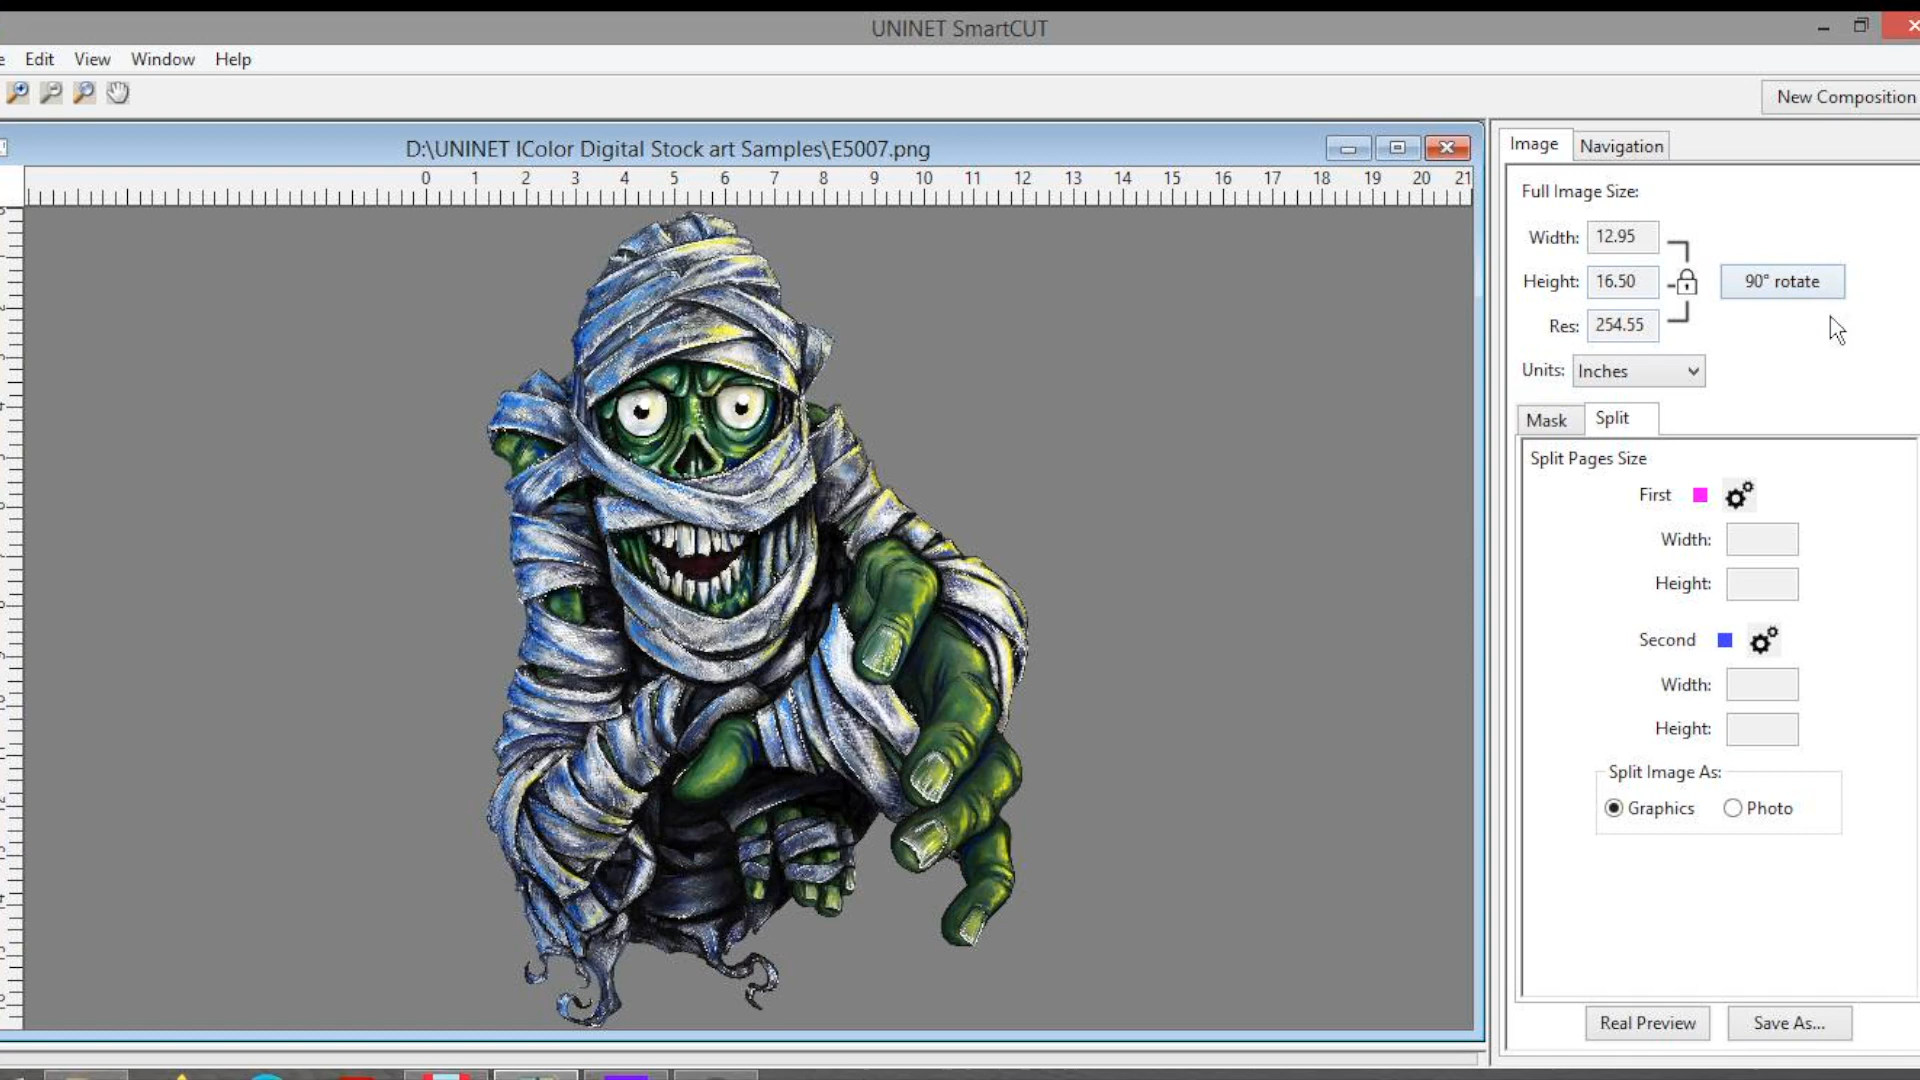 UNINET SmartCUT
e Edit View Window Help
New Composition
D:\UNINET IColor Digital Stock art Samples\E5007.png
0 1 2 3 4 5 6 7 8 9 10 11 12 13 14 15 16 17 18 19 20 21
Image Navigation
Full Image Size:
Width: 12.95
Height: 16.50
90° rotate
Res: 254.55
Units: Inches
Mask Split
Split Pages Size
First
Width:
Height:
Second
Width:
Height:
Split Image As:
Graphics Photo
Real Preview Save As...